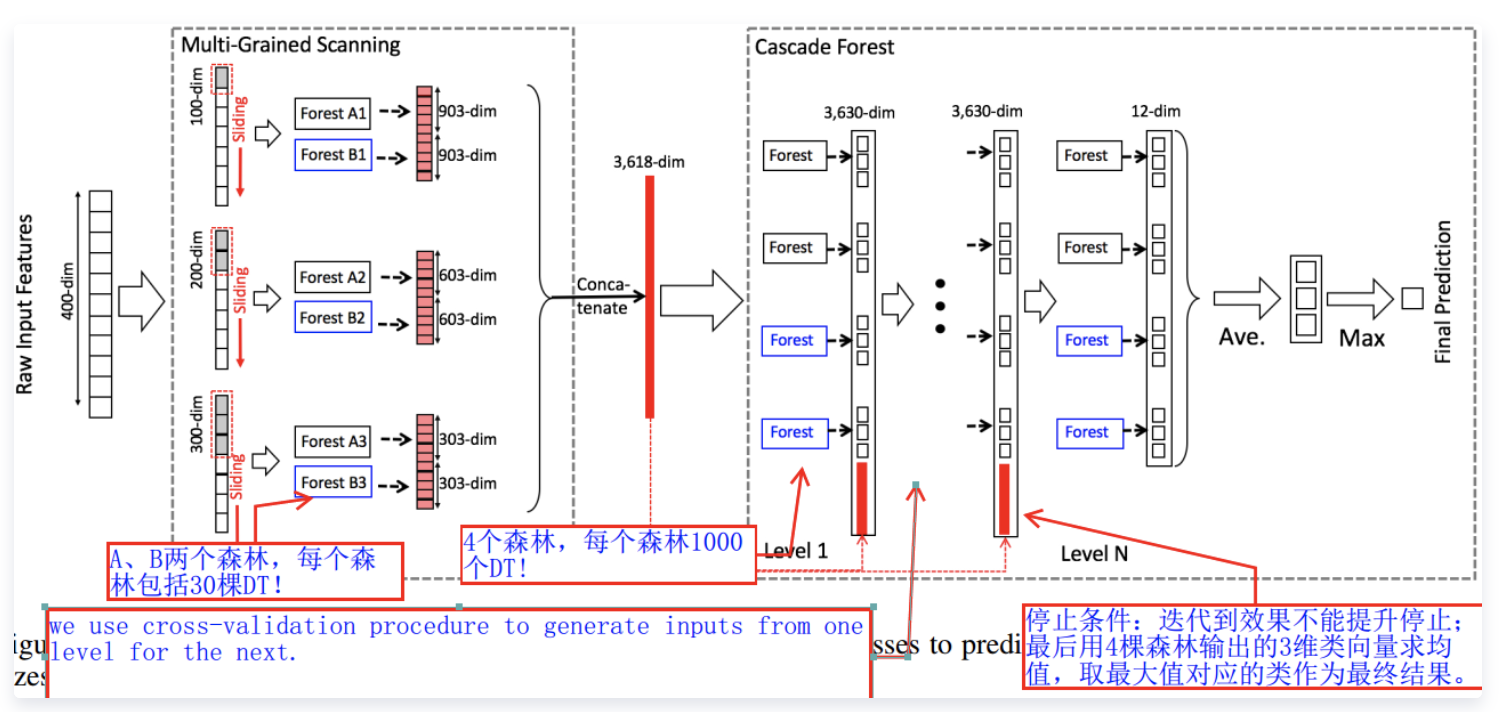 Multi-Grained Scanning
Raw Input Features
400-dim
100-dim
Sliding
Forest A1
Forest B1
903-dim
903-dim
200-dim
Sliding
Forest A2
Forest B2
603-dim
603-dim
300-dim
Sliding
Forest A3
Forest B3
303-dim
303-dim
Conca-
tenate
3,618-dim
Cascade Forest
3,630-dim
3,630-dim
12-dim
Forest
Forest
Forest
Forest
Forest
Forest
Forest
Forest
Level 1
Level N
Ave.
Max
Final Prediction
A、B两个森林，每个森
林包括30棵DT！
4个森林，每个森林1000
个DT！
we use cross-validation procedure to generate inputs from one
level for the next.
停止条件：迭代到效果不能提升停止；
最后用4棵森林输出的3维类向量求均
值，取最大值对应的类作为最终结果。
igu
sses to predi
zes